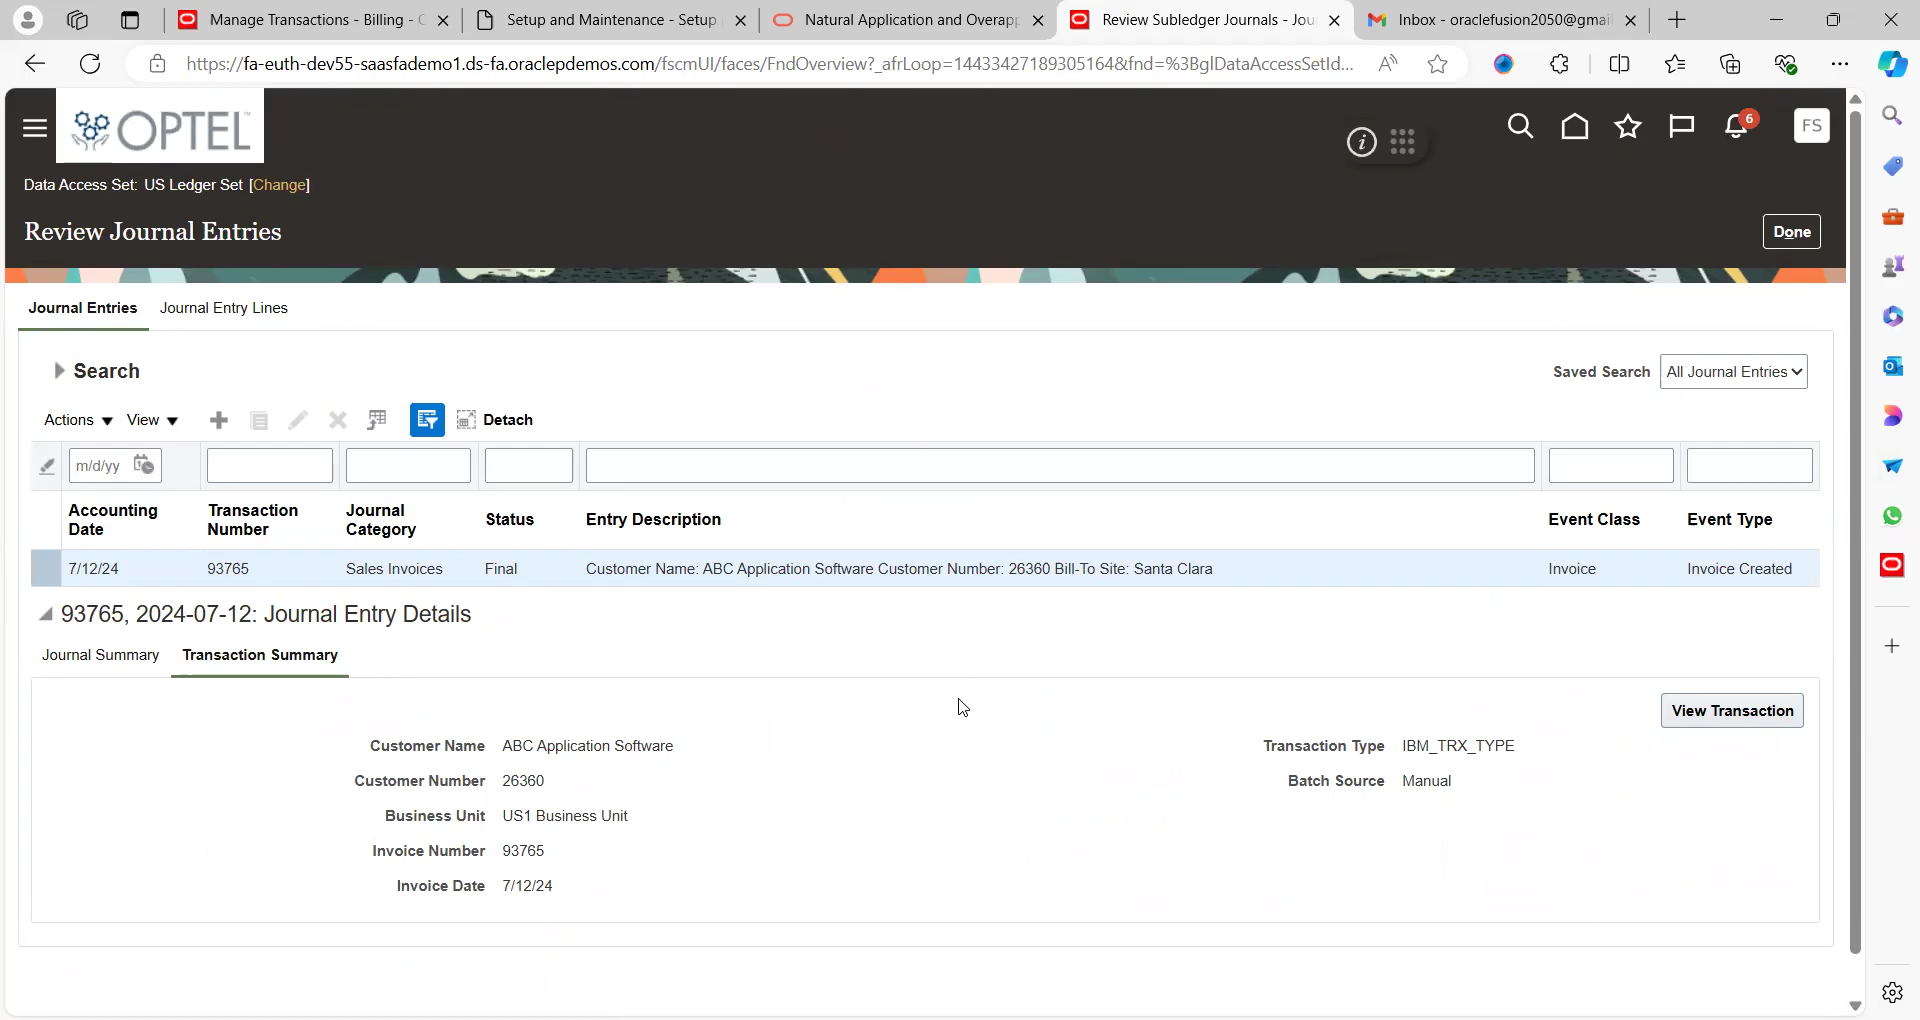 Manage Transactions - Billing - C
Setup and Maintenance - Setup
Natural Application and Overapp
Review Subledger Journals - Jou
Inbox - oraclefusion2050@gmai
https://fa-euth-dev55-saasfademo1.ds-fa.oraclepdemos.com/fscmUI/faces/FndOverview?_afrLoop=14433427189305164&fnd=%3BglDataAccessSetId...
OPTEL
6
FS
Data Access Set: US Ledger Set [Change]
Review Journal Entries
Done
Journal Entries Journal Entry Lines
Search
Saved Search All Journal Entries
Actions View Detach
m/d/yy
Accounting Date Transaction Number Journal Category Status Entry Description Event Class Event Type
7/12/24 93765 Sales Invoices Final Customer Name: ABC Application Software Customer Number: 26360 Bill-To Site: Santa Clara Invoice Invoice Created
93765, 2024-07-12: Journal Entry Details
Journal Summary Transaction Summary
View Transaction
Customer Name ABC Application Software Transaction Type IBM_TRX_TYPE
Customer Number 26360 Batch Source Manual
Business Unit US1 Business Unit
Invoice Number 93765
Invoice Date 7/12/24